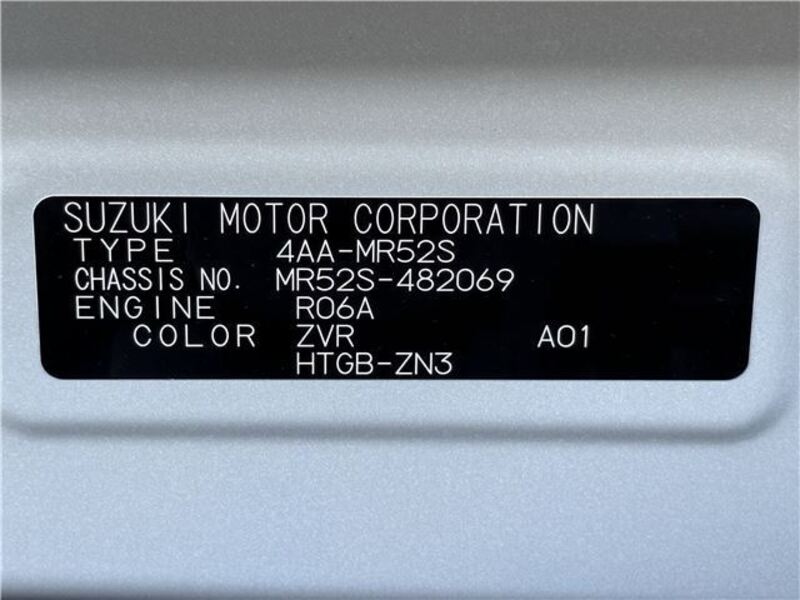 SUZUKI MOTOR CORPORATION
TYPE 4AA-MR52S
CHASSIS NO. MR52S-482069
ENGINE R06A
COLOR ZVR A01
HTGB-ZN3